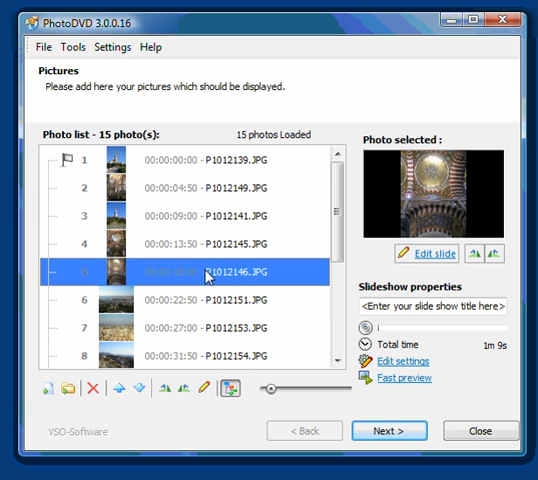 PhotoDVD 3.0.0.16
File Tools Settings Help
Pictures
Please add here your pictures which should be displayed.
Photo list - 15 photo(s): 15 photos Loaded
Photo selected :
1 00:00:00:00 - P1012139.JPG
2 00:00:04:50 - P1012149.JPG
3 00:00:09:00 - P1012141.JPG
4 00:00:13:50 - P1012145.JPG
5 P1012146.JPG
6 00:00:22:50 - P1012151.JPG
7 00:00:27:00 - P1012153.JPG
8 00:00:31:50 - P1012154.JPG
Edit slide
Slideshow properties
<Enter your slide show title here>
Total time 1m 9s
Edit settings
Fast preview
VSO-Software
< Back
Next >
Close